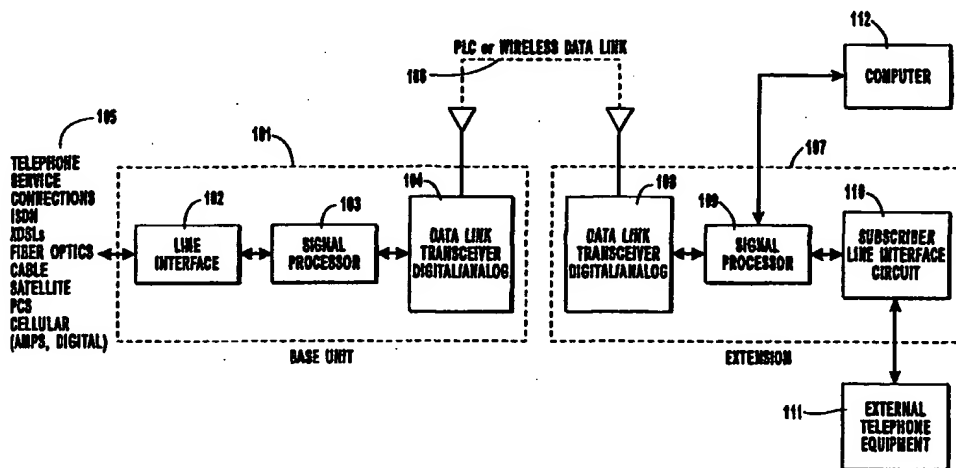 112
PLC or WIRELESS DATA LINK
COMPUTER
105
101
107
TELEPHONE
SERVICE
CONNECTIONS
ISDN
XDSLs
FIBER OPTICS
CABLE
SATELLITE
PCS
CELLULAR
(AMPS, DIGITAL)
102
LINE
INTERFACE
103
SIGNAL
PROCESSOR
104
DATA LINK
TRANSCEIVER
DIGITAL/ANALOG
BASE UNIT
108
DATA LINK
TRANSCEIVER
DIGITAL/ANALOG
109
SIGNAL
PROCESSOR
110
SUBSCRIBER
LINE INTERFACE
CIRCUIT
EXTENSION
111
EXTERNAL
TELEPHONE
EQUIPMENT